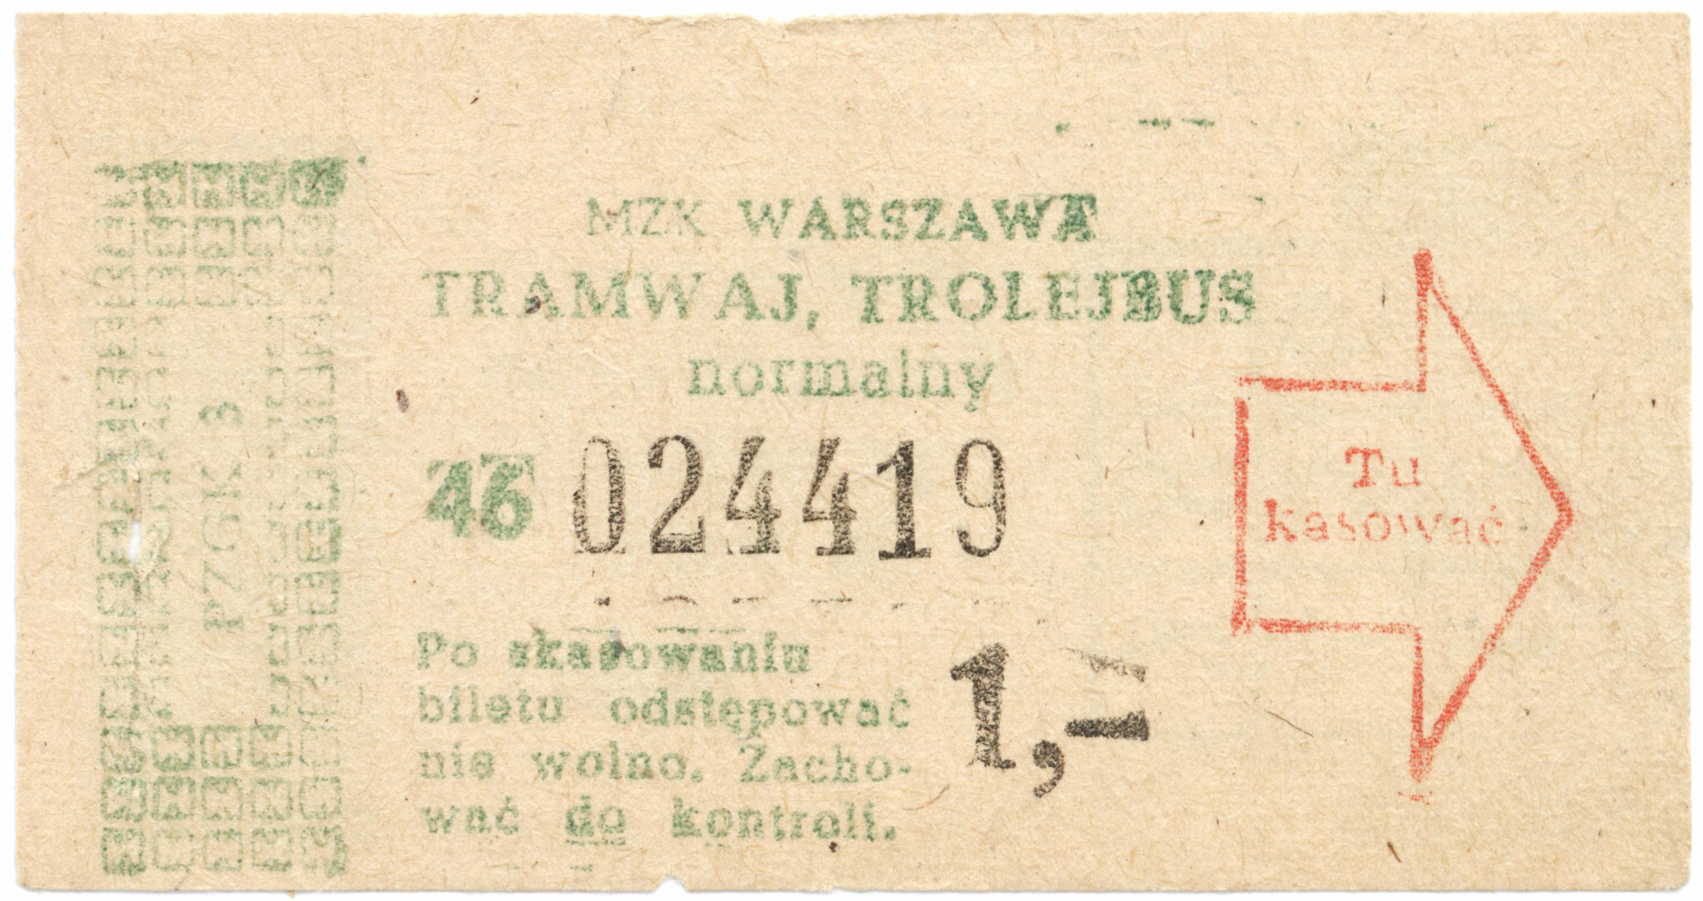 MZK WARSZAWA
TRAMWAJ, TROLEJBUS
normalny
46 024419
Po skasowaniu
biletu odstępować
nie wolno. Zacho-
wać do kontroli.
1,-
Tu
kasować
PZGK 3